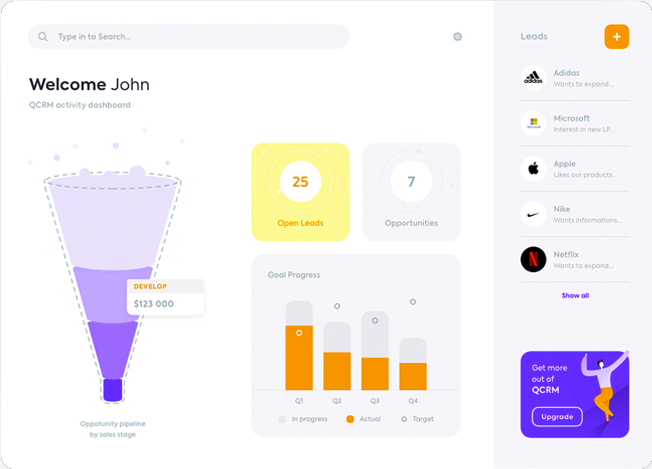 Type in to Search...
Welcome John
QCRM activity dashboard
DEVELOP
$123 000
Oppotunity pipeline
by sales stage
25
Open Leads
7
Opportunities
Goal Progress
Q1
Q2
Q3
Q4
In progress
Actual
Target
Leads
+
Adidas
Wants to expand...
Microsoft
Interest in new LP...
Apple
Likes our products...
Nike
Wants informations...
Netflix
Wants to expand...
Show all
Get more
out of
QCRM
Upgrade